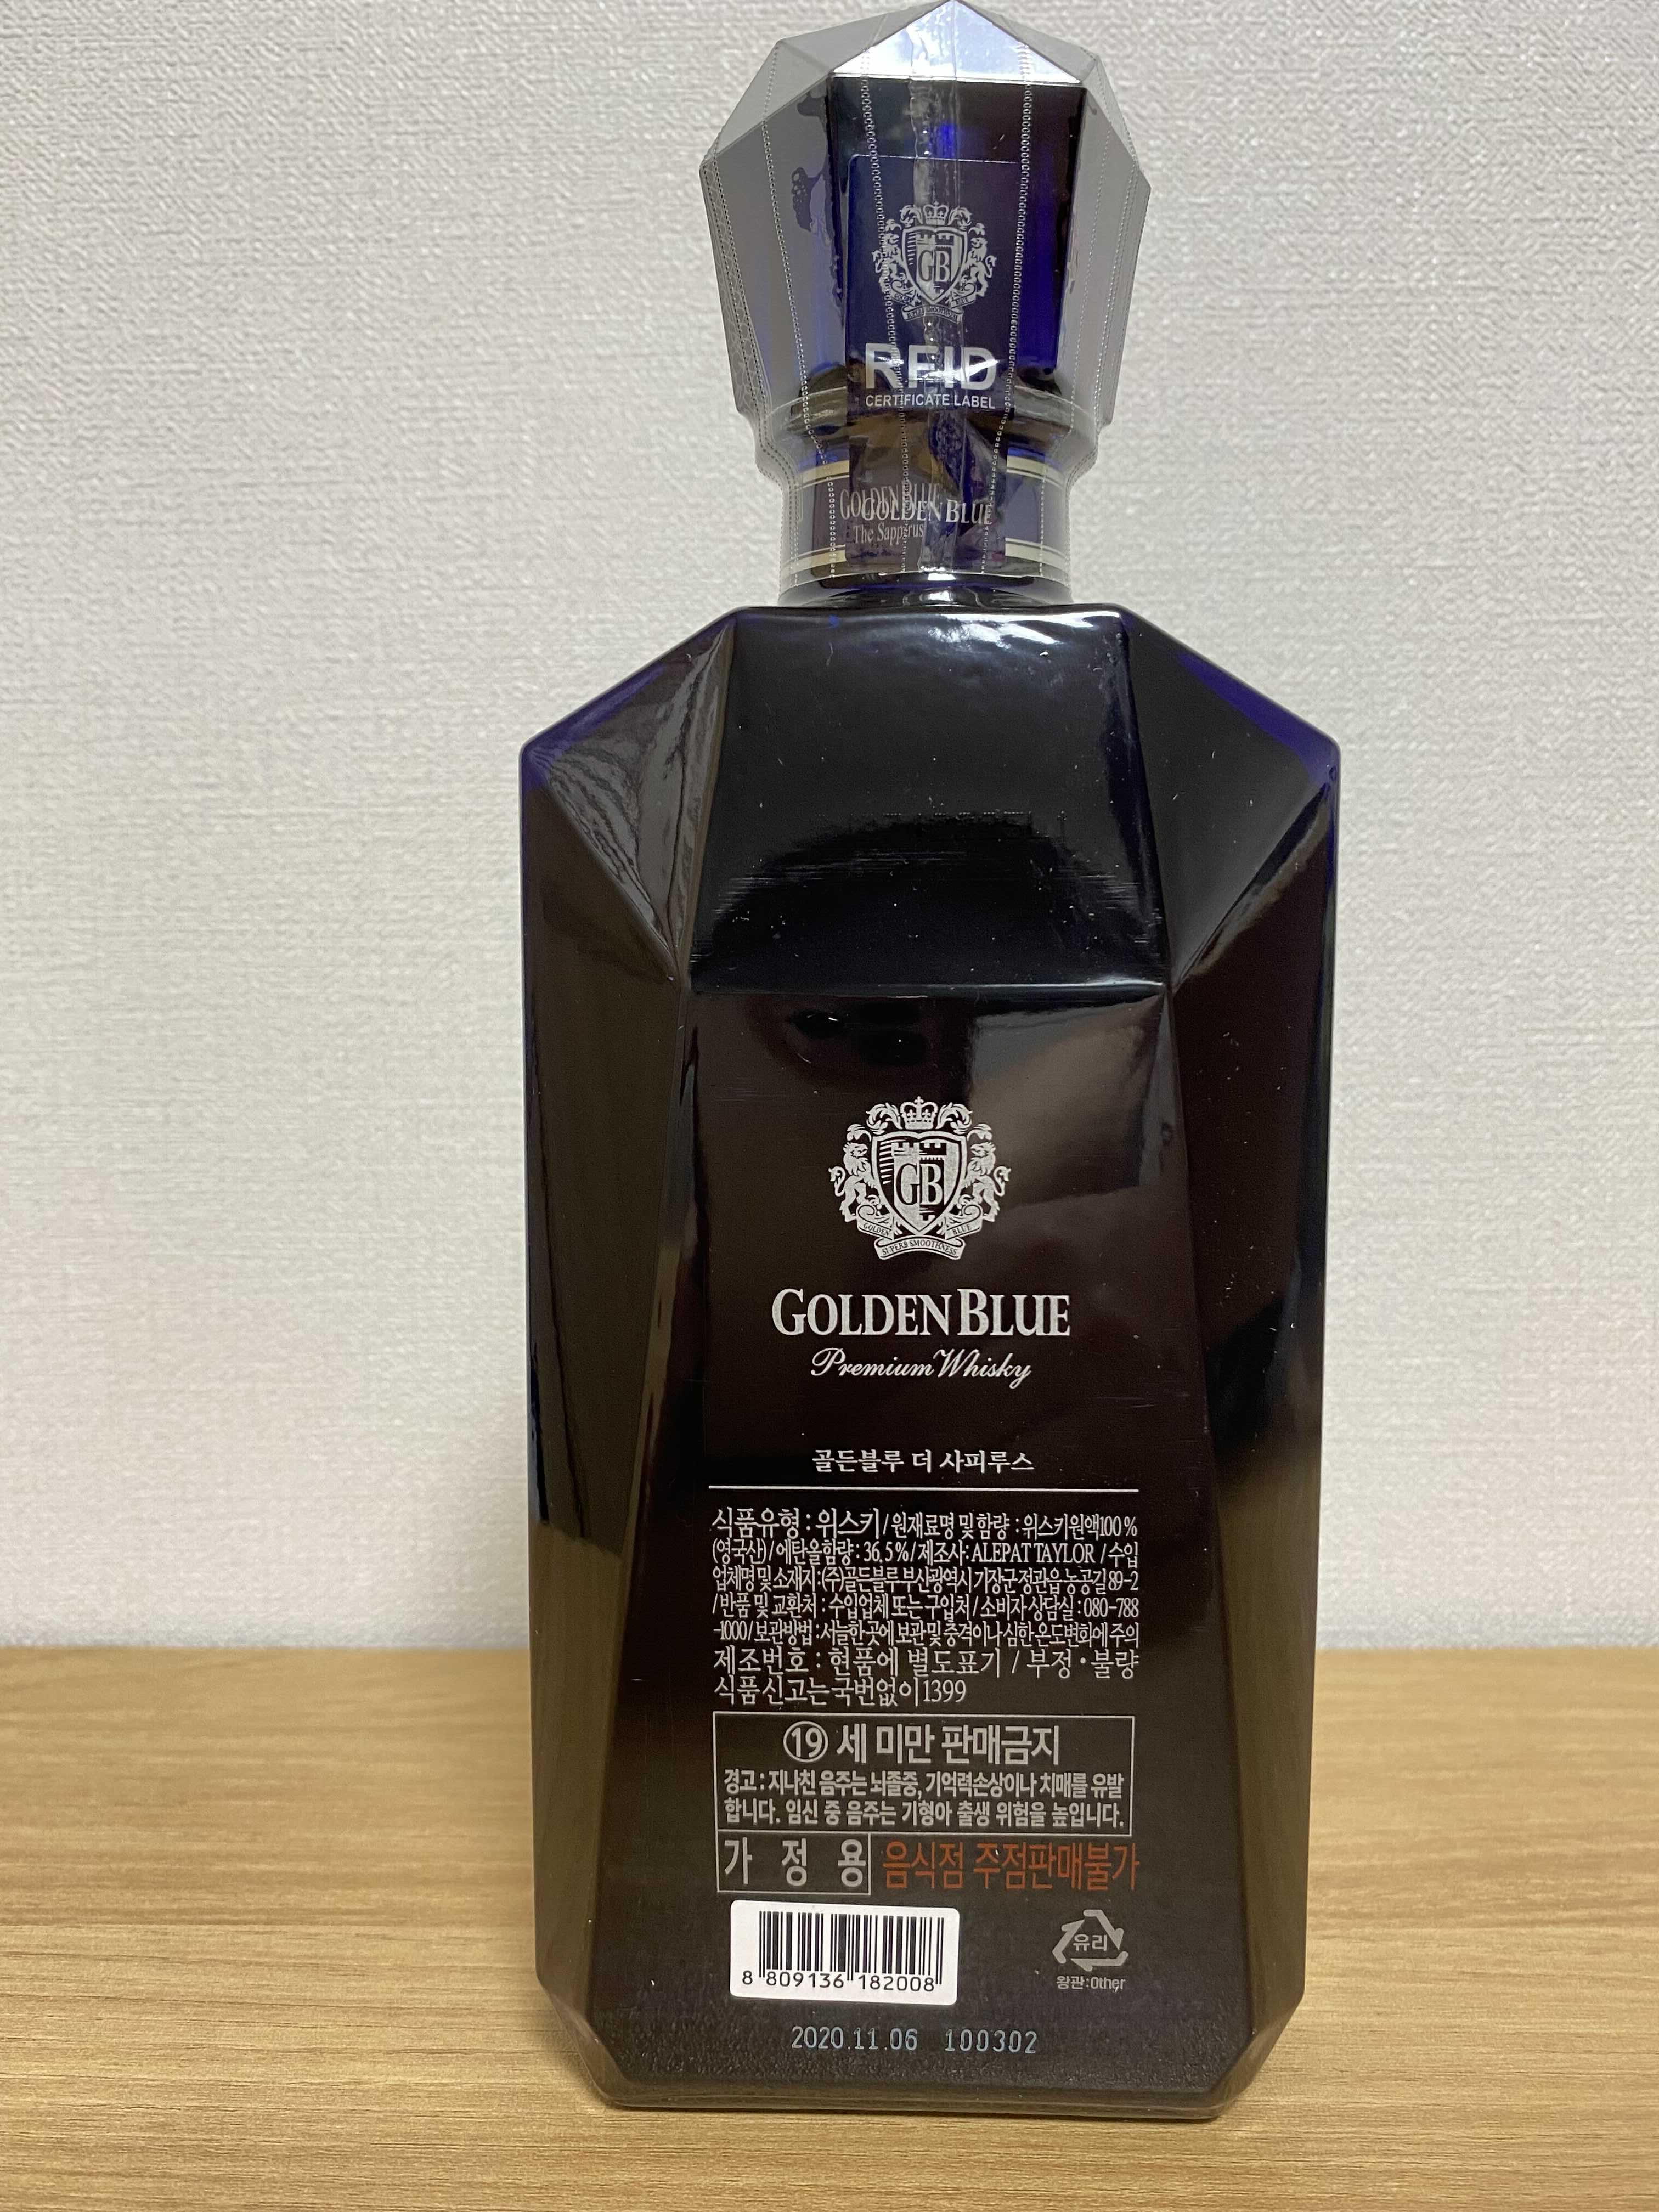 GB
RFID
CERTIFICATE LABEL
GOLDEN BLUE
GOLDEN BLUE
The Sappirus
GB
GOLDEN BLUE
SUPERB SMOOTHNESS
GOLDEN BLUE
Premium Whisky
골든블루 더 사피루스
식품유형 : 위스키 / 원재료명 및 함량 : 위스키원액100%
(영국산) / 에탄올함량 : 36.5% / 제조사: ALEPAT TAYLOR / 수입
업체명 및 소재지 : (주)골든블루 부산광역시 기장군 정관읍 농공길 89-2
/ 반품 및 교환처 : 수입업체 또는 구입처 / 소비자상담실 : 080-788
-1000 / 보관방법 : 서늘한 곳에 보관 및 충격이나 심한 온도변화에 주의
제조번호 : 현품에 별도표기 / 부정·불량
식품 신고는 국번없이 1399
⑲ 세 미만 판매금지
경고 : 지나친 음주는 뇌졸중, 기억력손상이나 치매를 유발
합니다. 임신 중 음주는 기형아 출생 위험을 높입니다.
가 정 용 음식점 주점판매불가
8 809136 182008
유리
왕관:Other
2020.11.06 100302